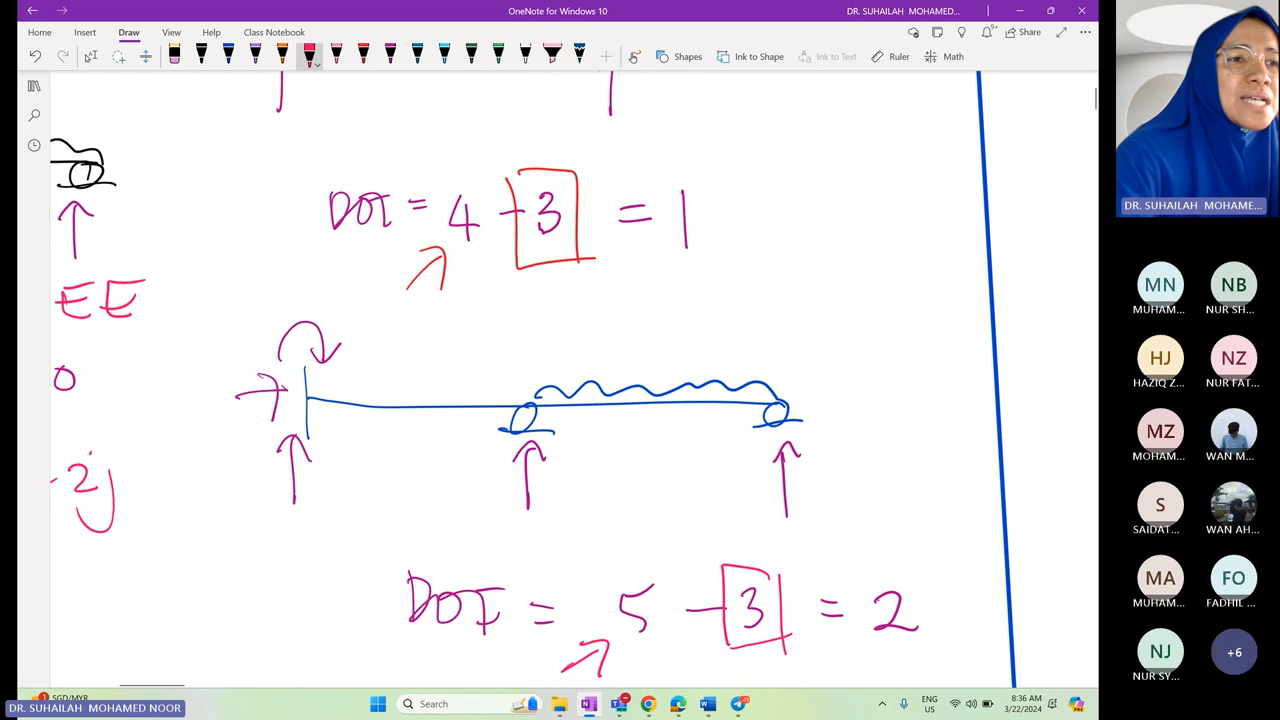 OneNote for Windows 10
DR. SUHAILAH MOHAMED...
Home
Insert
Draw
View
Help
Class Notebook
Share
Shapes
Ink to Shape
Ink to Text
Ruler
Math
DOI = 4 - 3 = 1
EE
0
- 2j
DOI = 5 - 3 = 2
DR. SUHAILAH MOHAME...
MN
MUHAM...
NB
NUR SH...
HJ
HAZIQ Z...
NZ
NUR FAT...
MZ
MOHAM...
WAN M...
S
SAIDAT...
WAN AH...
MA
MUHAM...
FO
FADHIL ...
NJ
NUR SY...
+6
SGD/MYR
DR. SUHAILAH MOHAMED NOOR
Search
ENG
US
8:36 AM
3/22/2024